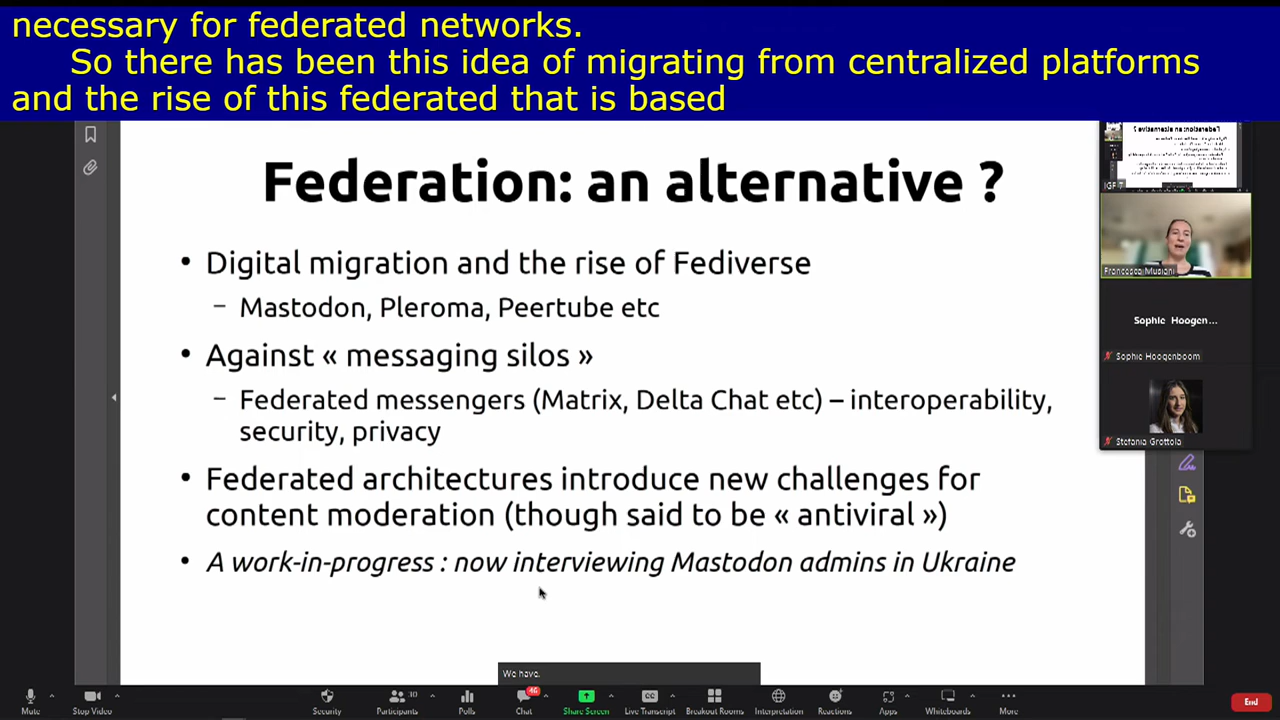 necessary for federated networks.
So there has been this idea of migrating from centralized platforms
and the rise of this federated that is based
Federation: an alternative ?
• Digital migration and the rise of Fediverse
– Mastodon, Pleroma, Peertube etc
• Against « messaging silos »
– Federated messengers (Matrix, Delta Chat etc) – interoperability,
security, privacy
• Federated architectures introduce new challenges for
content moderation (though said to be « antiviral »)
• A work-in-progress : now interviewing Mastodon admins in Ukraine
Francesca Musiani
Sophie Hoogen...
Sophie Hoogenboom
Stefania Grottola
We have.
Mute
Stop Video
Security
Participants
30
Polls
Chat
46
Share Screen
Live Transcript
Breakout Rooms
Interpretation
Reactions
Apps
Whiteboards
More
End